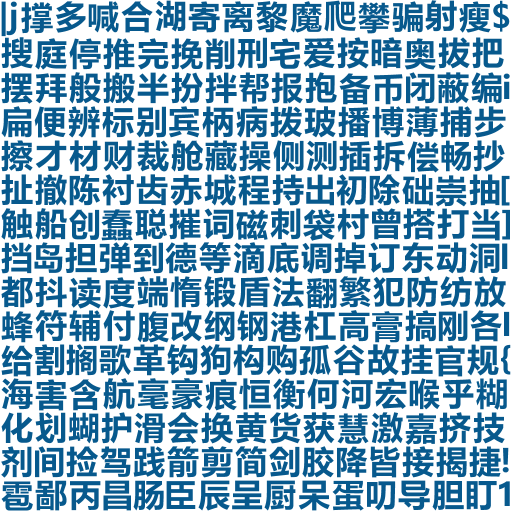 |j撑多喊合湖寄离黎魔爬攀骗射瘦$
搜庭停推完挽削刑宅爱按暗奥拔把
摆拜般搬半扮拌帮报抱备币闭蔽编i
扁便辨标别宾柄病拨玻播博薄捕步
擦才材财裁舱藏操侧测插拆偿畅抄
扯撤陈衬齿赤城程持出初除础崇抽[
触船创蠢聪摧词磁刺袋村曾搭打当]
挡岛担弹到德等滴底调掉订东动洞l
都抖读度端惰锻盾法翻繁犯防纺放
蜂符辅付腹改纲钢港杠高膏搞刚各I
给割搁歌革钩狗构购孤谷故挂官规{
海害含航毫豪痕恒衡何河宏喉乎糊
化划蝴护滑会换黄货获慧激嘉挤技
剂间捡驾践箭剪简剑胶降皆接揭捷!
雹鄙丙昌肠臣辰呈厨呆蛋叨导胆盯1